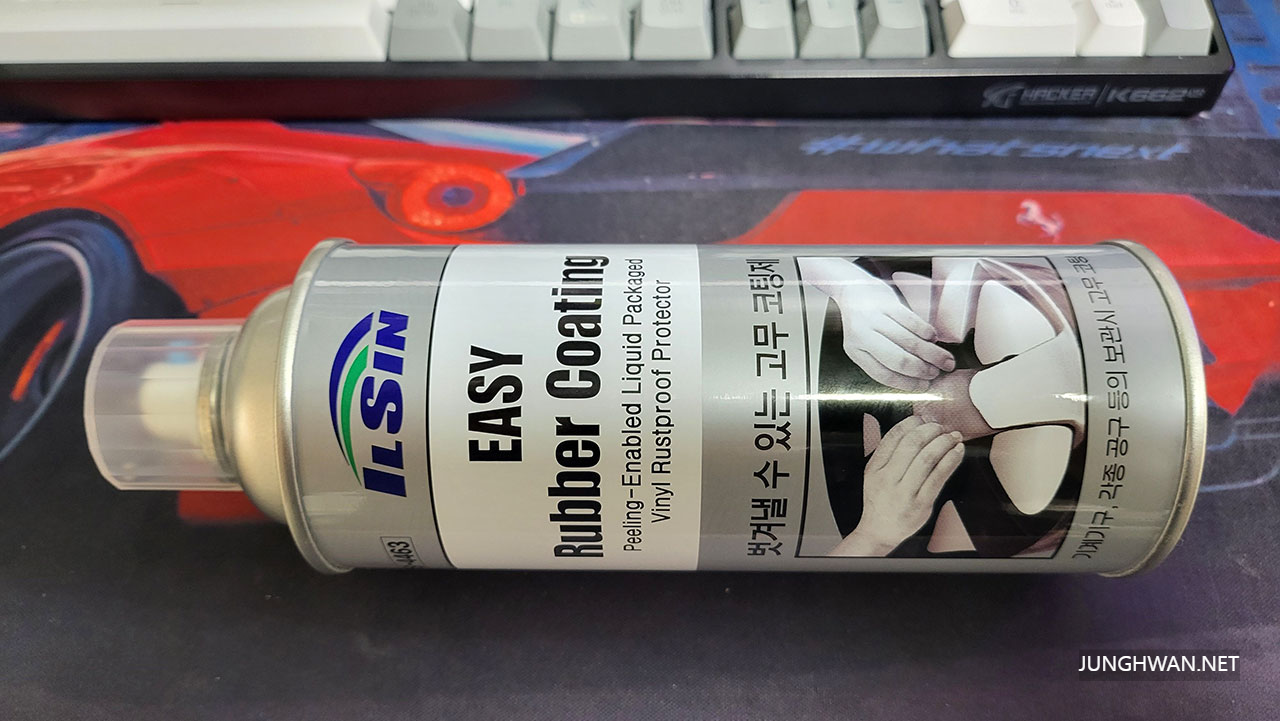 HACKER K662
#whatsnext
ILSIN
EASY
Rubber Coating
Peeling-Enabled Liquid Packaged
Vinyl Rustproof Protector
벗겨낼 수 있는 고무 코팅제
기계기구, 각종 공구 등의 보관시 고무 코팅
4463
JUNGHWAN.NET